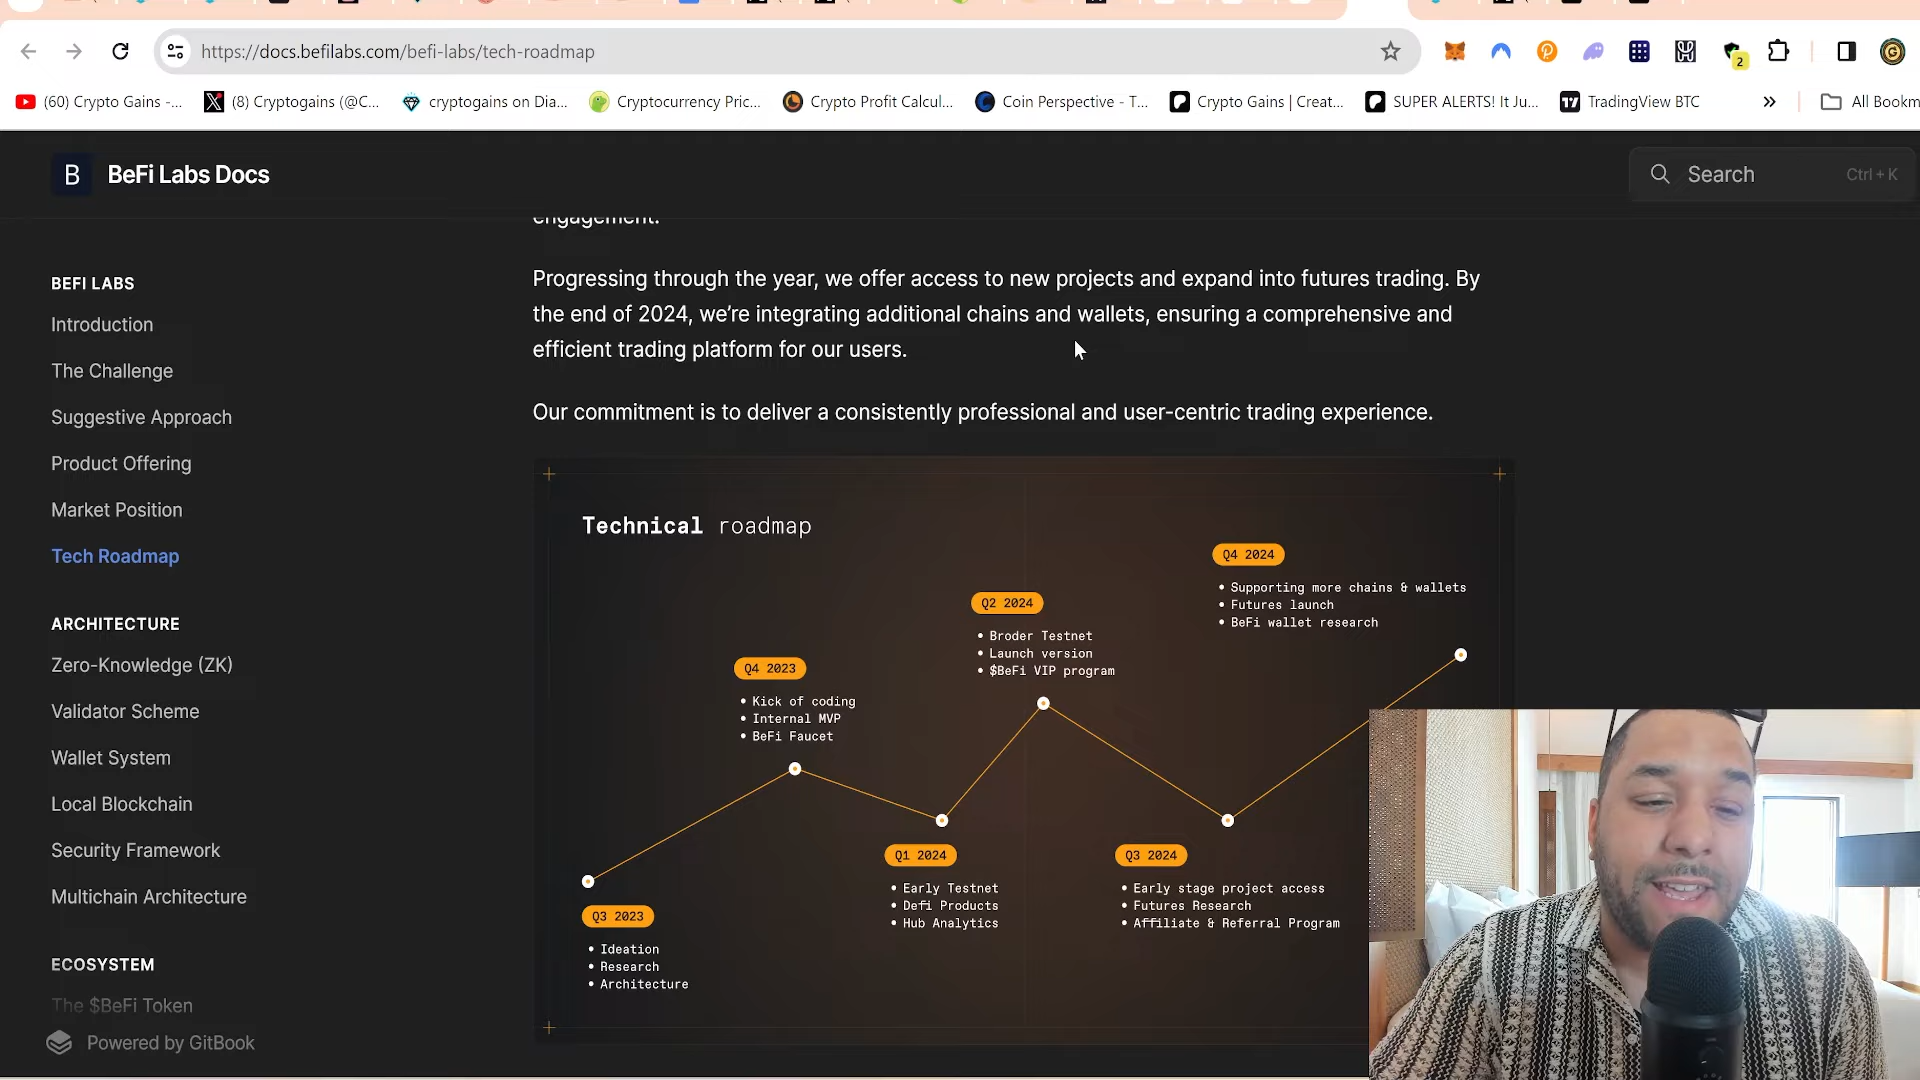 https://docs.befilabs.com/befi-labs/tech-roadmap
2
G
(60) Crypto Gains -...
(8) Cryptogains (@C...
cryptogains on Dia...
Cryptocurrency Pric...
Crypto Profit Calcul...
Coin Perspective - T...
Crypto Gains | Creat...
SUPER ALERTS! It Ju...
TradingView BTC
All Bookm
B BeFi Labs Docs
Search Ctrl + K
BEFI LABS
Introduction
The Challenge
Suggestive Approach
Product Offering
Market Position
Tech Roadmap
ARCHITECTURE
Zero-Knowledge (ZK)
Validator Scheme
Wallet System
Local Blockchain
Security Framework
Multichain Architecture
ECOSYSTEM
The $BeFi Token
Powered by GitBook
engagement.
Progressing through the year, we offer access to new projects and expand into futures trading. By
the end of 2024, we’re integrating additional chains and wallets, ensuring a comprehensive and
efficient trading platform for our users.
Our commitment is to deliver a consistently professional and user-centric trading experience.
Technical roadmap
Q3 2023
• Ideation
• Research
• Architecture
Q4 2023
• Kick of coding
• Internal MVP
• BeFi Faucet
Q1 2024
• Early Testnet
• Defi Products
• Hub Analytics
Q2 2024
• Broder Testnet
• Launch version
• $BeFi VIP program
Q3 2024
• Early stage project access
• Futures Research
• Affiliate & Referral Program
Q4 2024
• Supporting more chains & wallets
• Futures launch
• BeFi wallet research